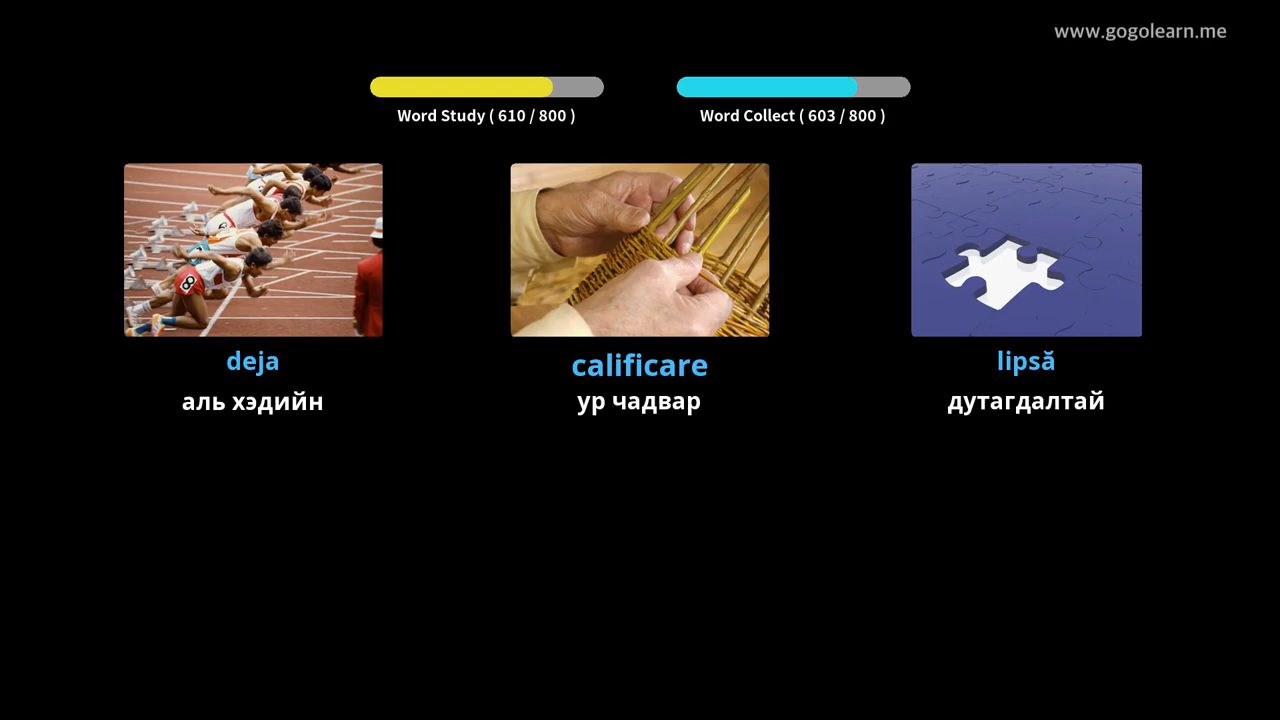 www.gogolearn.me
Word Study ( 610 / 800 )
Word Collect ( 603 / 800 )
deja
calificare
lipsă
аль хэдийн
ур чадвар
дутагдалтай
8